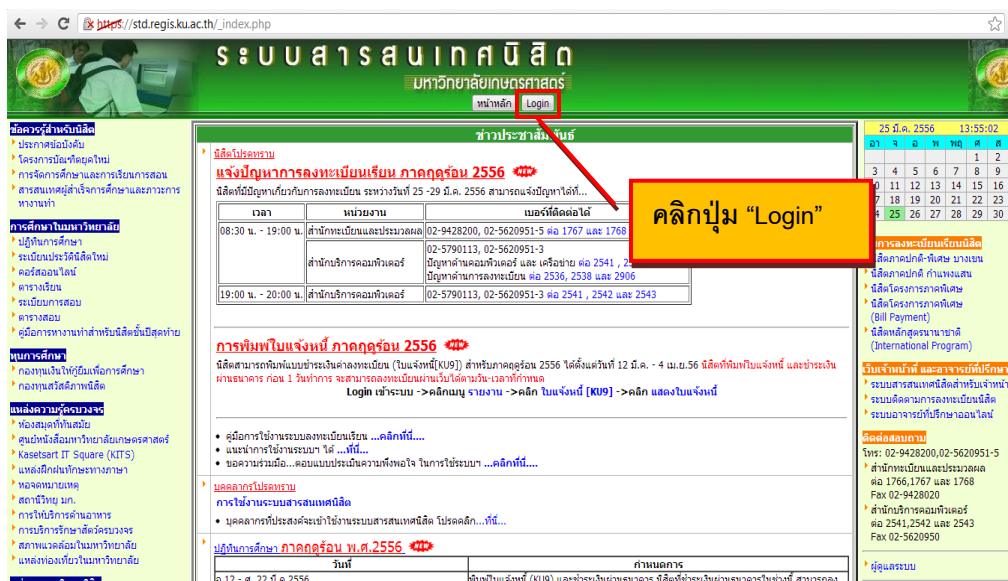 https://std.regis.ku.ac.th/_index.php
ระบบสารสนเทศนิสิต
มหาวิทยาลัยเกษตรศาสตร์
หน้าหลัก Login
ข้อควรรู้สำหรับนิสิต
ประกาศข้อบังคับ
โครงการบัณฑิตยุคใหม่
การจัดการศึกษาและการเรียนการสอน
สารสนเทศผู้สำเร็จการศึกษาและภาวะการ
หางานทำ
การศึกษาในมหาวิทยาลัย
ปฏิทินการศึกษา
ระเบียนประวัตินิสิตใหม่
คอร์สออนไลน์
ตารางเรียน
ระเบียบการสอบ
ตารางสอบ
คู่มือการหางานทำสำหรับนิสิตชั้นปีสุดท้าย
ทุนการศึกษา
กองทุนเงินให้กู้ยืมเพื่อการศึกษา
กองทุนสวัสดิภาพนิสิต
แหล่งความรู้ครบวงจร
ห้องสมุดที่ทันสมัย
ศูนย์หนังสือมหาวิทยาลัยเกษตรศาสตร์
Kasetsart IT Square (KITS)
แหล่งฝึกฝนทักษะทางภาษา
หอจดหมายเหตุ
สถานีวิทยุ มก.
การให้บริการด้านอาหาร
การบริการรักษาสัตว์ครบวงจร
สภาพแวดล้อมในมหาวิทยาลัย
แหล่งท่องเที่ยวในมหาวิทยาลัย
ข่าวประชาสัมพันธ์
นิสิตโปรดทราบ
แจ้งปัญหาการลงทะเบียนเรียน ภาคฤดูร้อน 2556
นิสิตที่มีปัญหาเกี่ยวกับการลงทะเบียน ระหว่างวันที่ 25 -29 มี.ค. 2556 สามารถแจ้งปัญหาได้ที่...
เวลา หน่วยงาน เบอร์ที่ติดต่อได้
08:30 น. - 19:00 น. สำนักทะเบียนและประมวลผล 02-9428200, 02-5620951-5 ต่อ 1767 และ 1768
สำนักบริการคอมพิวเตอร์ 02-5790113, 02-5620951-3
ปัญหาด้านคอมพิวเตอร์ และ เครือข่าย ต่อ 2541 ,
ปัญหาด้านการลงทะเบียน ต่อ 2536, 2538 และ 2906
19:00 น. - 20:00 น. สำนักบริการคอมพิวเตอร์ 02-5790113, 02-5620951-3 ต่อ 2541 , 2542 และ 2543
คลิกปุ่ม “Login”
การพิมพ์ใบแจ้งหนี้ ภาคฤดูร้อน 2556
นิสิตสามารถพิมพ์แบบชำระเงินค่าลงทะเบียน (ใบแจ้งหนี้[KU9]) สำหรับภาคฤดูร้อน 2556 ได้ตั้งแต่วันที่ 12 มี.ค. - 4 เม.ย.56 นิสิตที่พิมพ์ใบแจ้งหนี้ และชำระเงิน
ผ่านธนาคาร ก่อน 1 วันทำการ จะสามารถลงทะเบียนผ่านเว็บได้ตามวัน-เวลาที่กำหนด
Login เข้าระบบ ->คลิกเมนู รายงาน ->คลิก ใบแจ้งหนี้ [KU9] ->คลิก แสดงใบแจ้งหนี้
คู่มือการใช้งานระบบลงทะเบียนเรียน ...คลิกที่นี่....
แนะนำการใช้งานระบบฯ ได้ ...ที่นี่...
ขอความร่วมมือ...ตอบแบบประเมินความพึงพอใจ ในการใช้ระบบฯ ...คลิกที่นี่....
บุคคลากรโปรดทราบ
การใช้งานระบบสารสนเทศนิสิต
บุคลากรที่ประสงค์จะเข้าใช้งานระบบสารสนเทศนิสิต โปรดคลิก...ที่นี่...
ปฏิทินการศึกษา ภาคฤดูร้อน พ.ศ.2556
วันที่ กำหนดการ
25 มี.ค. 2556 13:55:02
อา จ อ พ พฤ ศ ส
1 2
3 4 5 6 7 8 9
11 12 13 14 15 16
18 19 20 21 22 23
25 26 27 28 29 30
การลงทะเบียนเรียนนิสิต
นิสิตภาคปกติ-พิเศษ บางเขน
นิสิตภาคปกติ กำแพงแสน
นิสิตโครงการภาคพิเศษ
นิสิตโครงการภาคพิเศษ
(Bill Payment)
นิสิตหลักสูตรนานาชาติ
(International Program)
เว็บเจ้าหน้าที่ และอาจารย์ที่ปรึกษา
ระบบสารสนเทศนิสิตสำหรับเจ้าหน้า
ระบบติดตามการลงทะเบียนนิสิต
ระบบอาจารย์ที่ปรึกษาออนไลน์
ติดต่อสอบถาม
โทร: 02-9428200,02-5620951-5
สำนักทะเบียนและประมวลผล
ต่อ 1766,1767 และ 1768
Fax 02-9428020
สำนักบริการคอมพิวเตอร์
ต่อ 2541,2542 และ 2543
Fax 02-5620950
ผู้ดูแลระบบ